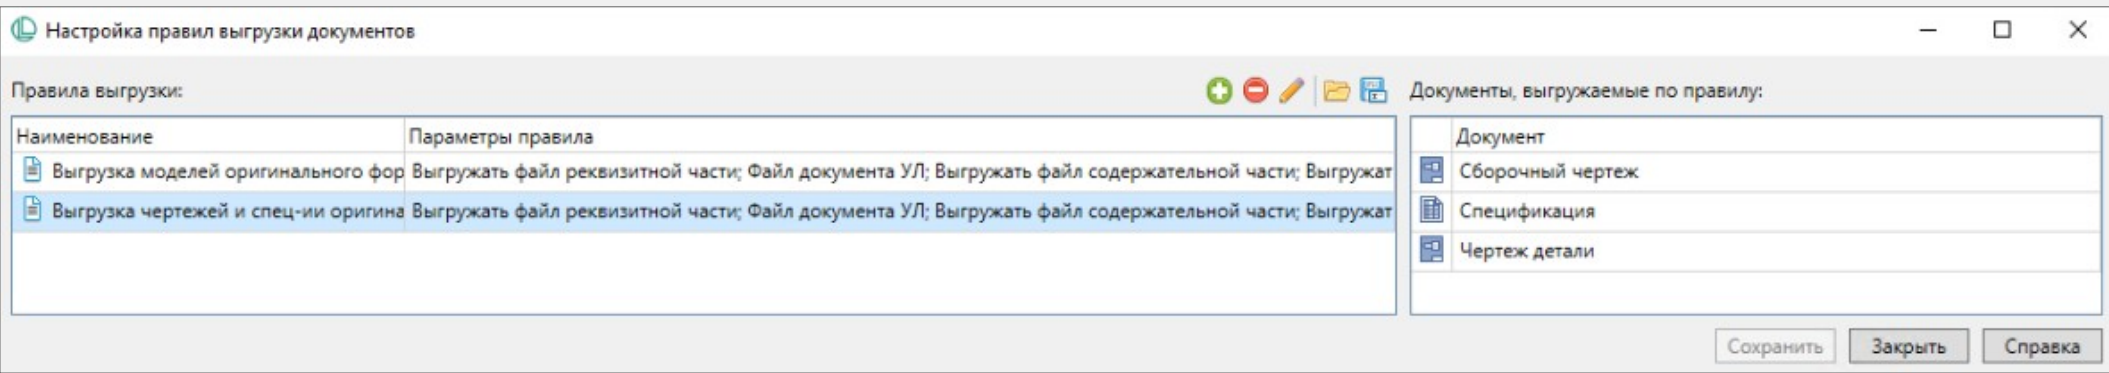 Настройка правил выгрузки документов
Правила выгрузки:
Документы, выгружаемые по правилу:
Наименование Параметры правила
Документ
Выгрузка моделей оригинального фор Выгружать файл реквизитной части; Файл документа УЛ; Выгружать файл содержательной части; Выгружат
Сборочный чертеж
Выгрузка чертежей и спец-ии оригина Выгружать файл реквизитной части; Файл документа УЛ; Выгружать файл содержательной части; Выгружат
Спецификация
Чертеж детали
Сохранить Закрыть Справка